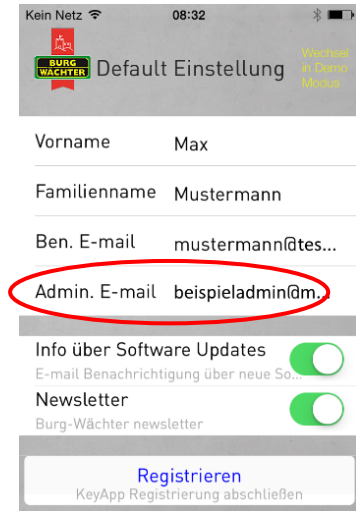 Kein Netz 08:32
BURG
WÄCHTER
Default Einstellung
Wechsel
in Demo
Modus
Vorname Max
Familienname Mustermann
Ben. E-mail mustermann@tes...
Admin. E-mail beispieladmin@m...
Info über Software Updates
E-mail Benachrichtigung über neue So...
Newsletter
Burg-Wächter newsletter
Registrieren
KeyApp Registrierung abschließen